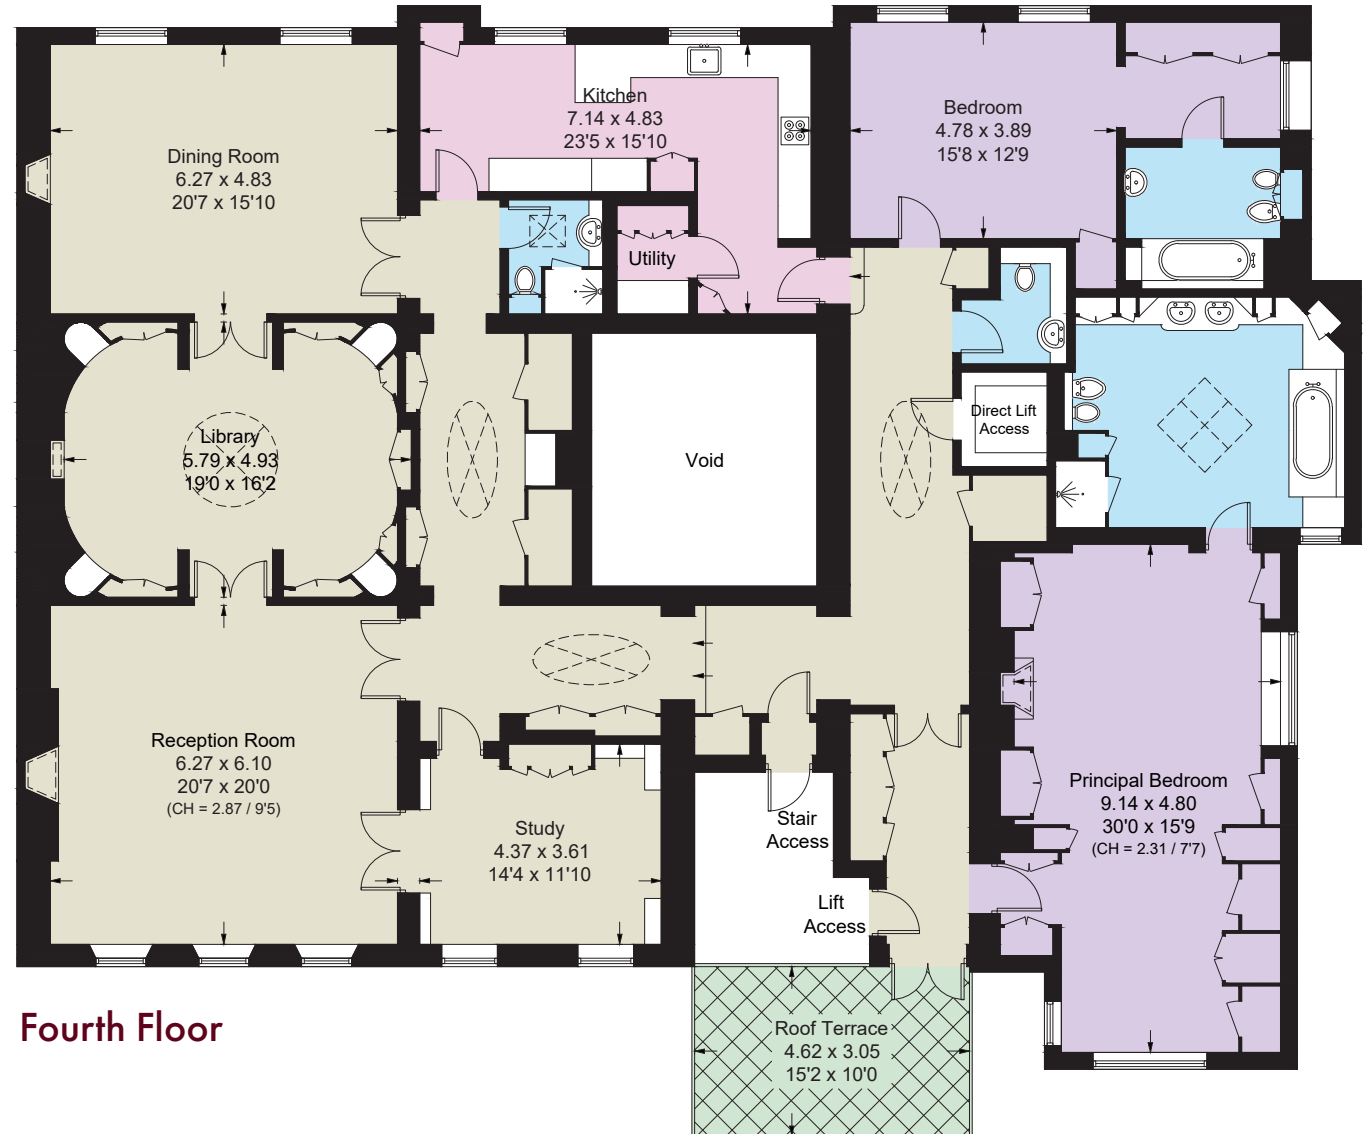 Dining Room
6.27 x 4.83
20'7 x 15'10
Kitchen
7.14 x 4.83
23'5 x 15'10
Bedroom
4.78 x 3.89
15'8 x 12'9
Utility
Library
5.79 x 4.93
19'0 x 16'2
Void
Direct Lift
Access
Reception Room
6.27 x 6.10
20'7 x 20'0
(CH = 2.87 / 9'5)
Study
4.37 x 3.61
14'4 x 11'10
Stair
Access
Lift
Access
Principal Bedroom
9.14 x 4.80
30'0 x 15'9
(CH = 2.31 / 7'7)
Roof Terrace
4.62 x 3.05
15'2 x 10'0
Fourth Floor